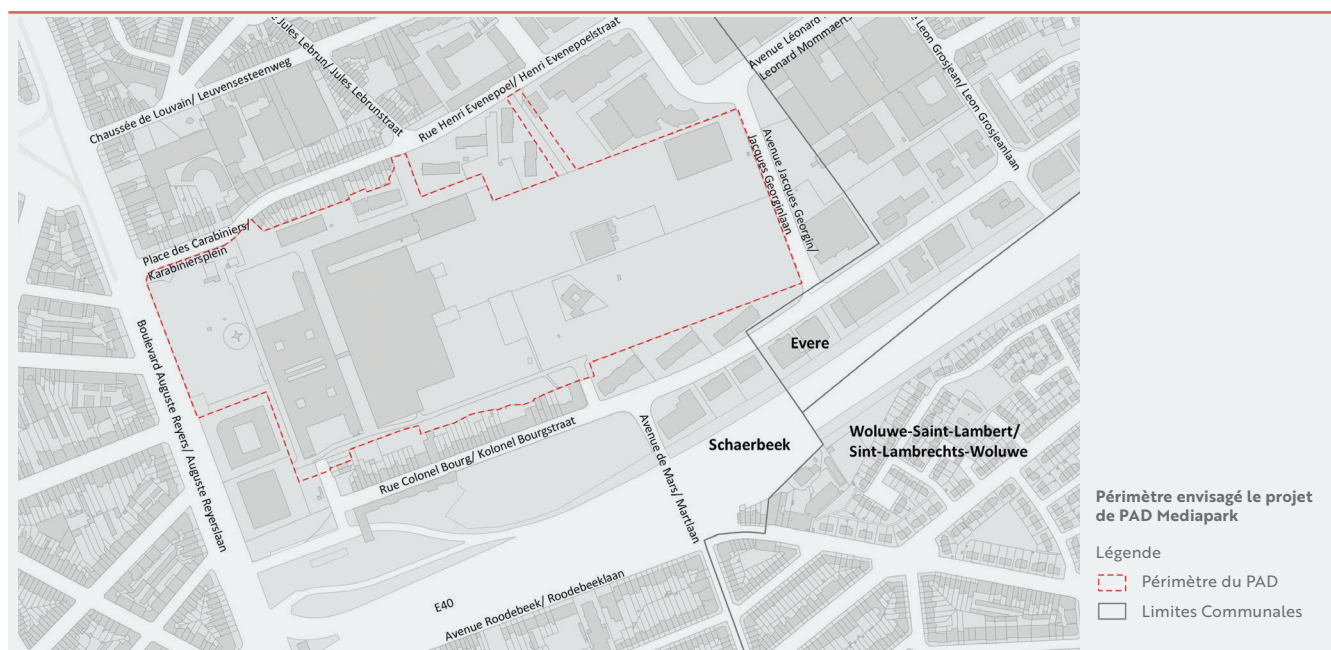 Jules Lebrun/ Jules Lebrunstraat
Chaussée de Louvain/ Leuvensesteenweg
Rue Henri Evenepoel/ Henri Evenepoelstraat
Avenue Léonard
Leonard Mommaerts
Leon Grosjean/ Leon Grosjeanlaan
Avenue Jacques Georgin/
Jacques Georginlaan
Place des Carabiniers/
Karabiniersplein
Boulevard Auguste Reyers/ Auguste Reyerslaan
Evere
Rue Colonel Bourg/ Kolonel Bourgstraat
Avenue de Mars/ Martlaan
Schaerbeek
Woluwe-Saint-Lambert/
Sint-Lambrechts-Woluwe
E40
Avenue Roodebeek/ Roodebeeklaan
Périmètre envisagé le projet
de PAD Mediapark
Légende
Périmètre du PAD
Limites Communales